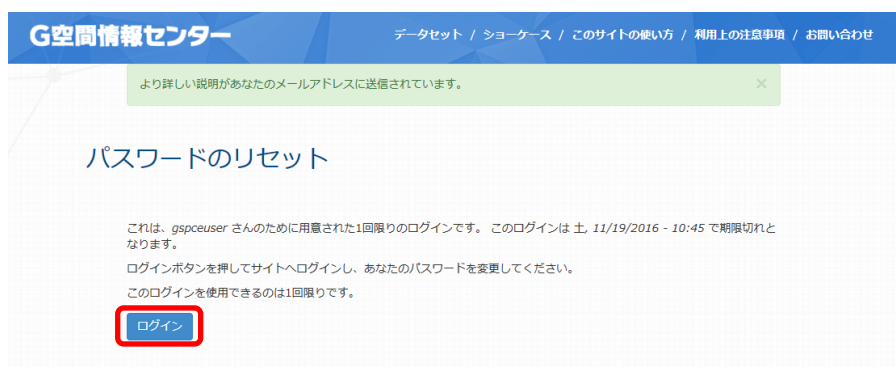 G空間情報センター
データセット / ショーケース / このサイトの使い方 / 利用上の注意事項 / お問い合わせ
より詳しい説明があなたのメールアドレスに送信されています。 ×
パスワードのリセット
これは、gspceuser さんのために用意された1回限りのログインです。 このログインは 土, 11/19/2016 - 10:45 で期限切れと
なります。
ログインボタンを押してサイトへログインし、あなたのパスワードを変更してください。
このログインを使用できるのは1回限りです。
ログイン